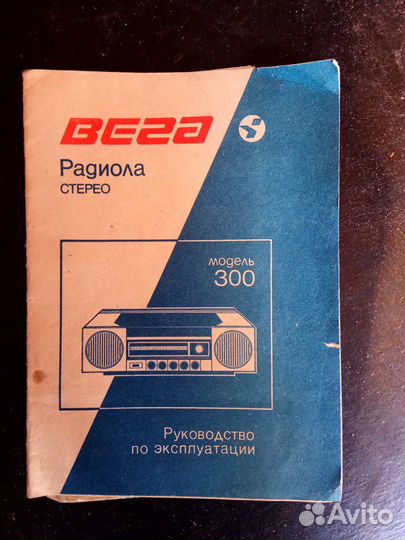 Вега
Радиола
СТЕРЕО
модель
300
Руководство
по эксплуатации
Avito